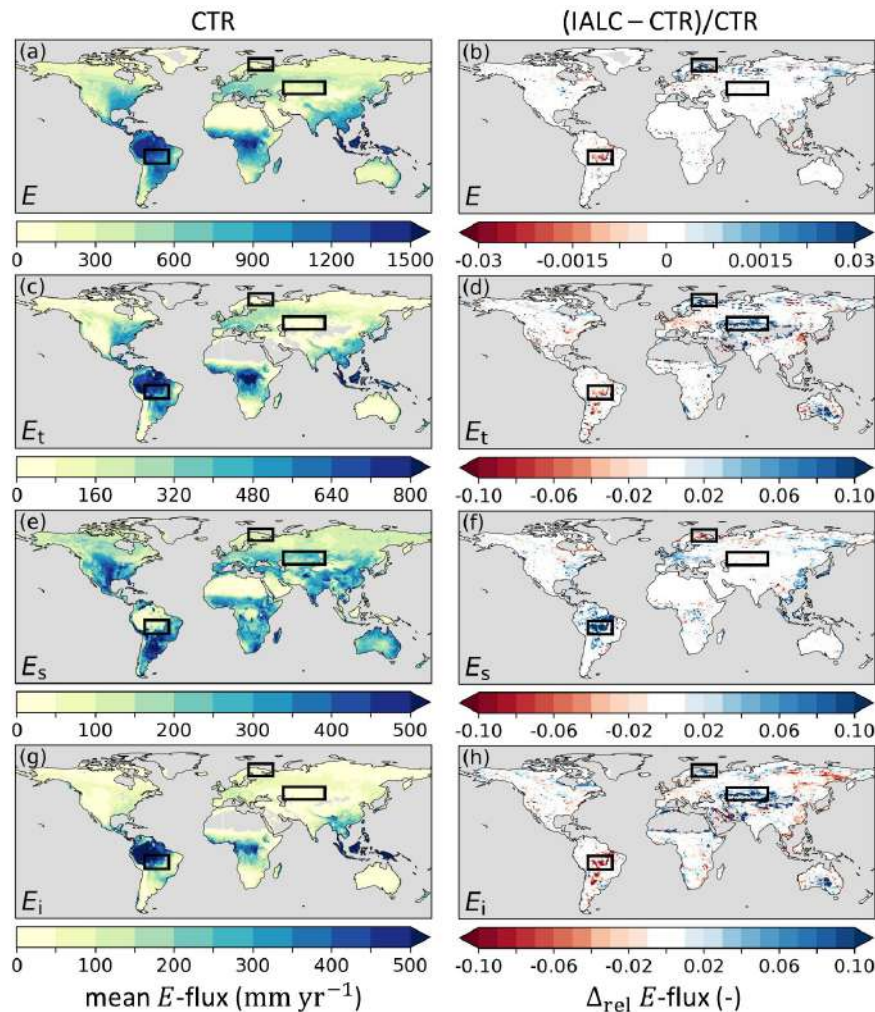 CTR (IALC – CTR)/CTR
(a) (b)
E E
0 300 600 900 1200 1500 -0.03 -0.0015 0 0.0015 0.03
(c) (d)
Et Et
0 160 320 480 640 800 -0.10 -0.06 -0.02 0.02 0.06 0.10
(e) (f)
Es Es
0 100 200 300 400 500 -0.10 -0.06 -0.02 0.02 0.06 0.10
(g) (h)
Ei Ei
0 100 200 300 400 500 -0.10 -0.06 -0.02 0.02 0.06 0.10
mean E-flux (mm yr⁻¹) Δrel E-flux (-)